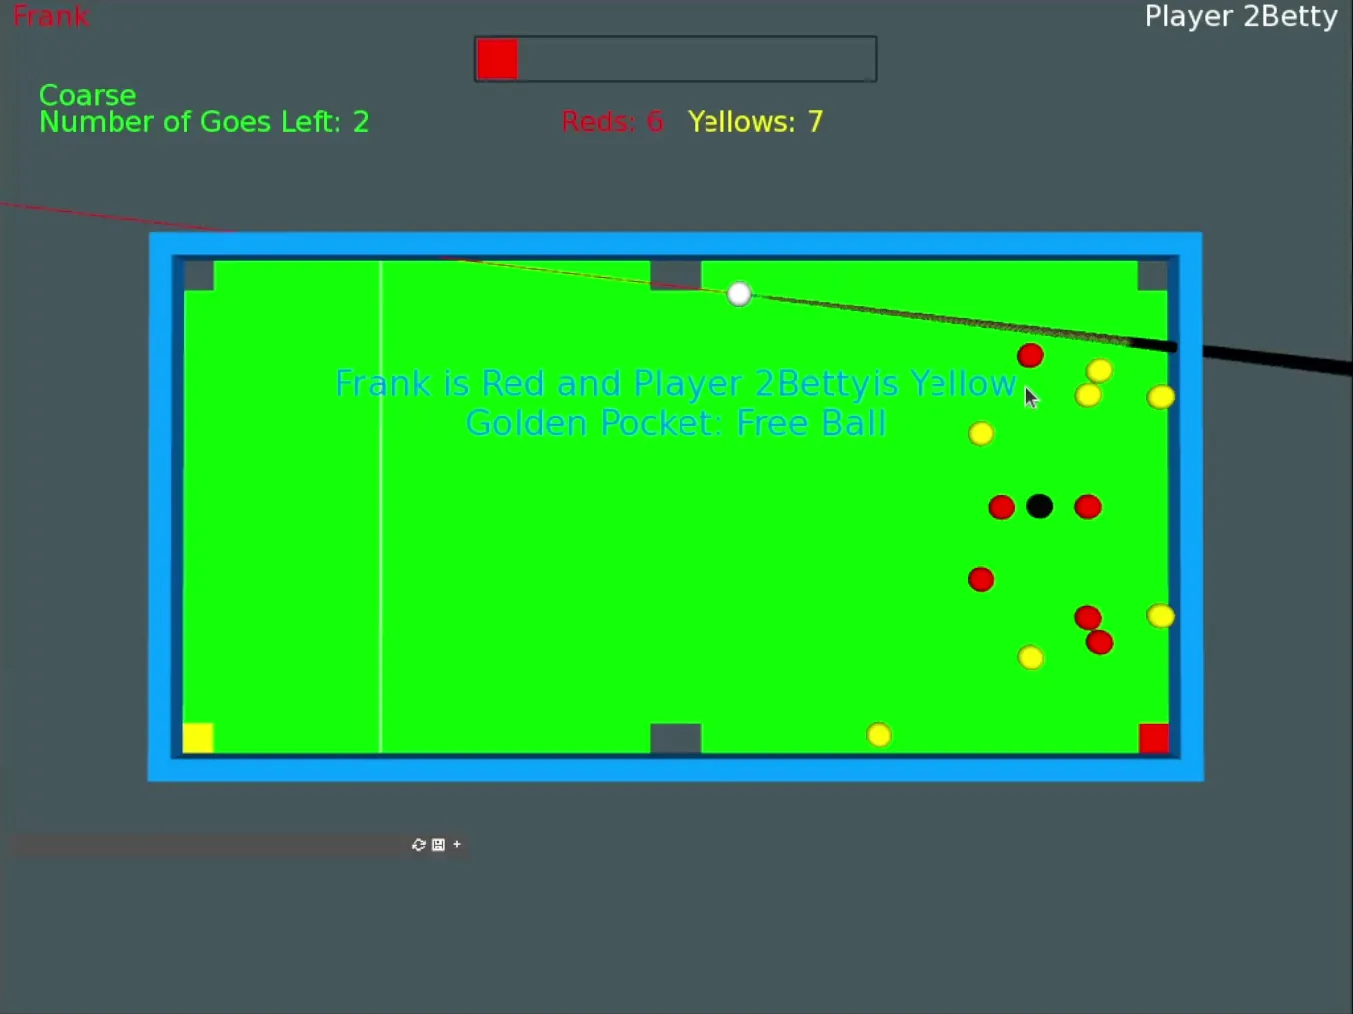 Frank
Player 2Betty
Coarse
Number of Goes Left: 2
Reds: 6 Yellows: 7
Frank is Red and Player 2Bettyis Yellow
Golden Pocket: Free Ball